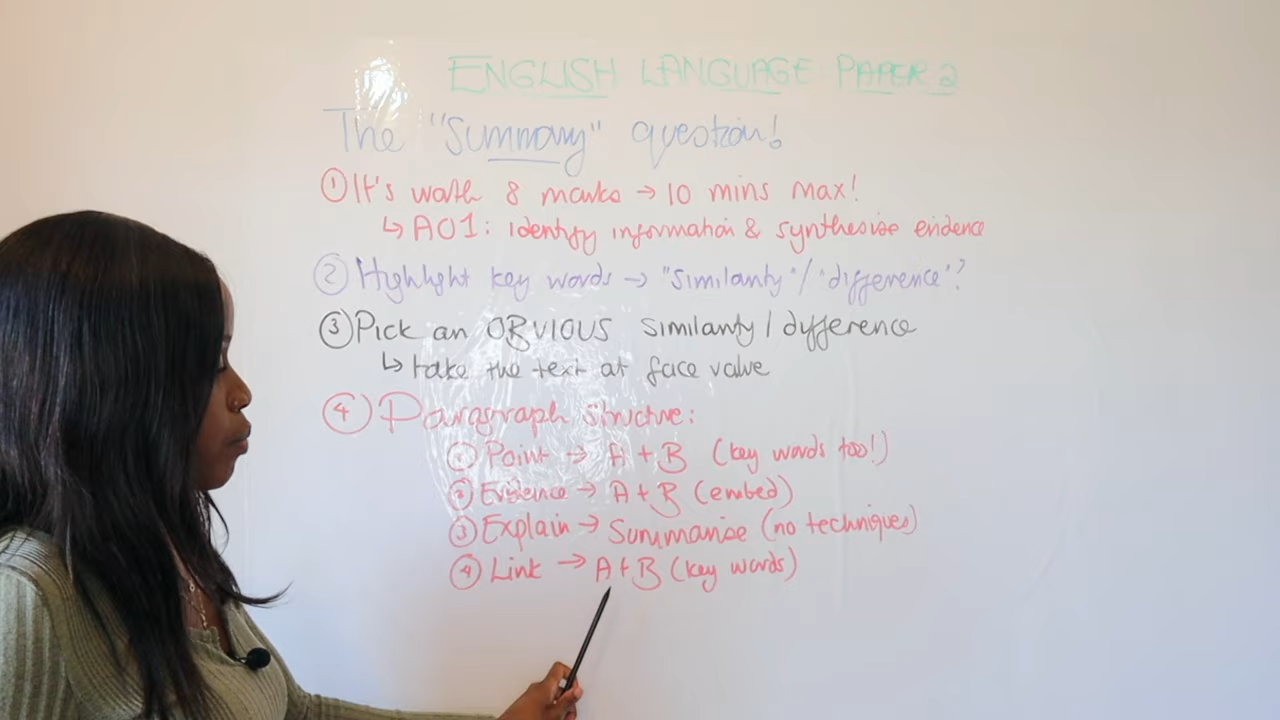 ENGLISH LANGUAGE PAPER 2
The "Summary" question!
① It's worth 8 marks → 10 mins max!
↳ AO1: identify information & synthesise evidence
② Highlight key words → "Similarity" / "difference"?
③ Pick an OBVIOUS similarity / difference
↳ take the text at face value
④ Paragraph structure:
① Point → A + B (key words too!)
② Evidence → A + B (embed)
③ Explain → Summarise (no techniques)
④ Link → A + B (key words)